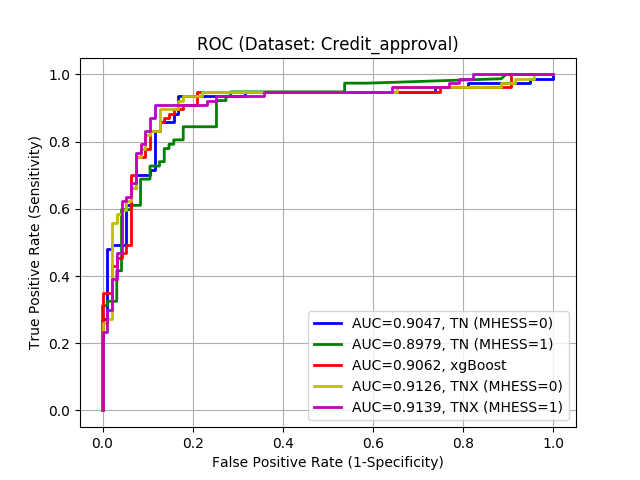 ROC (Dataset: Credit_approval)
True Positive Rate (Sensitivity)
1.0
0.8
0.6
0.4
0.2
0.0
AUC=0.9047, TN (MHESS=0)
AUC=0.8979, TN (MHESS=1)
AUC=0.9062, xgBoost
AUC=0.9126, TNX (MHESS=0)
AUC=0.9139, TNX (MHESS=1)
0.0 0.2 0.4 0.6 0.8 1.0
False Positive Rate (1-Specificity)